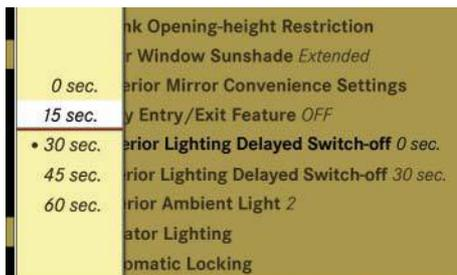 nk Opening-height Restriction
r Window Sunshade Extended
0 sec. erior Mirror Convenience Settings
15 sec. y Entry/Exit Feature OFF
• 30 sec. erior Lighting Delayed Switch-off 0 sec.
45 sec. rior Lighting Delayed Switch-off 30 sec.
60 sec. rior Ambient Light 2
ator Lighting
omatic Locking